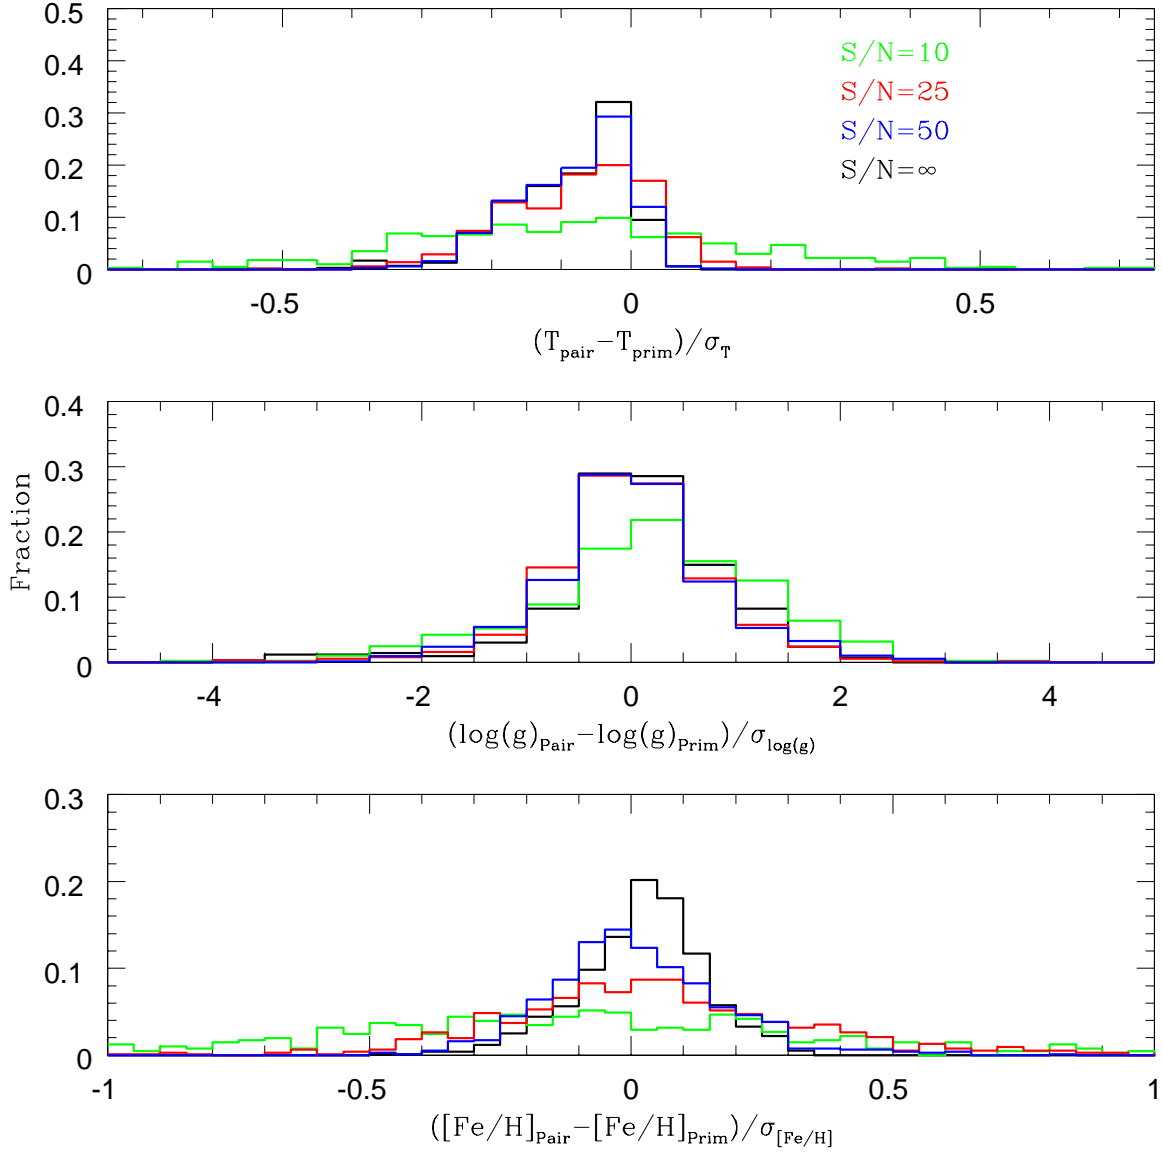 0.5
0.4
0.3
0.2
0.1
0
S/N=10
S/N=25
S/N=50
S/N=∞
-0.5 0 0.5
(T_pair−T_prim)/σ_T
Fraction
0.4
0.3
0.2
0.1
0
-4 -2 0 2 4
(log(g)_Pair−log(g)_Prim)/σ_log(g)
0.3
0.2
0.1
0
-1 -0.5 0 0.5 1
([Fe/H]_Pair−[Fe/H]_Prim)/σ_[Fe/H]